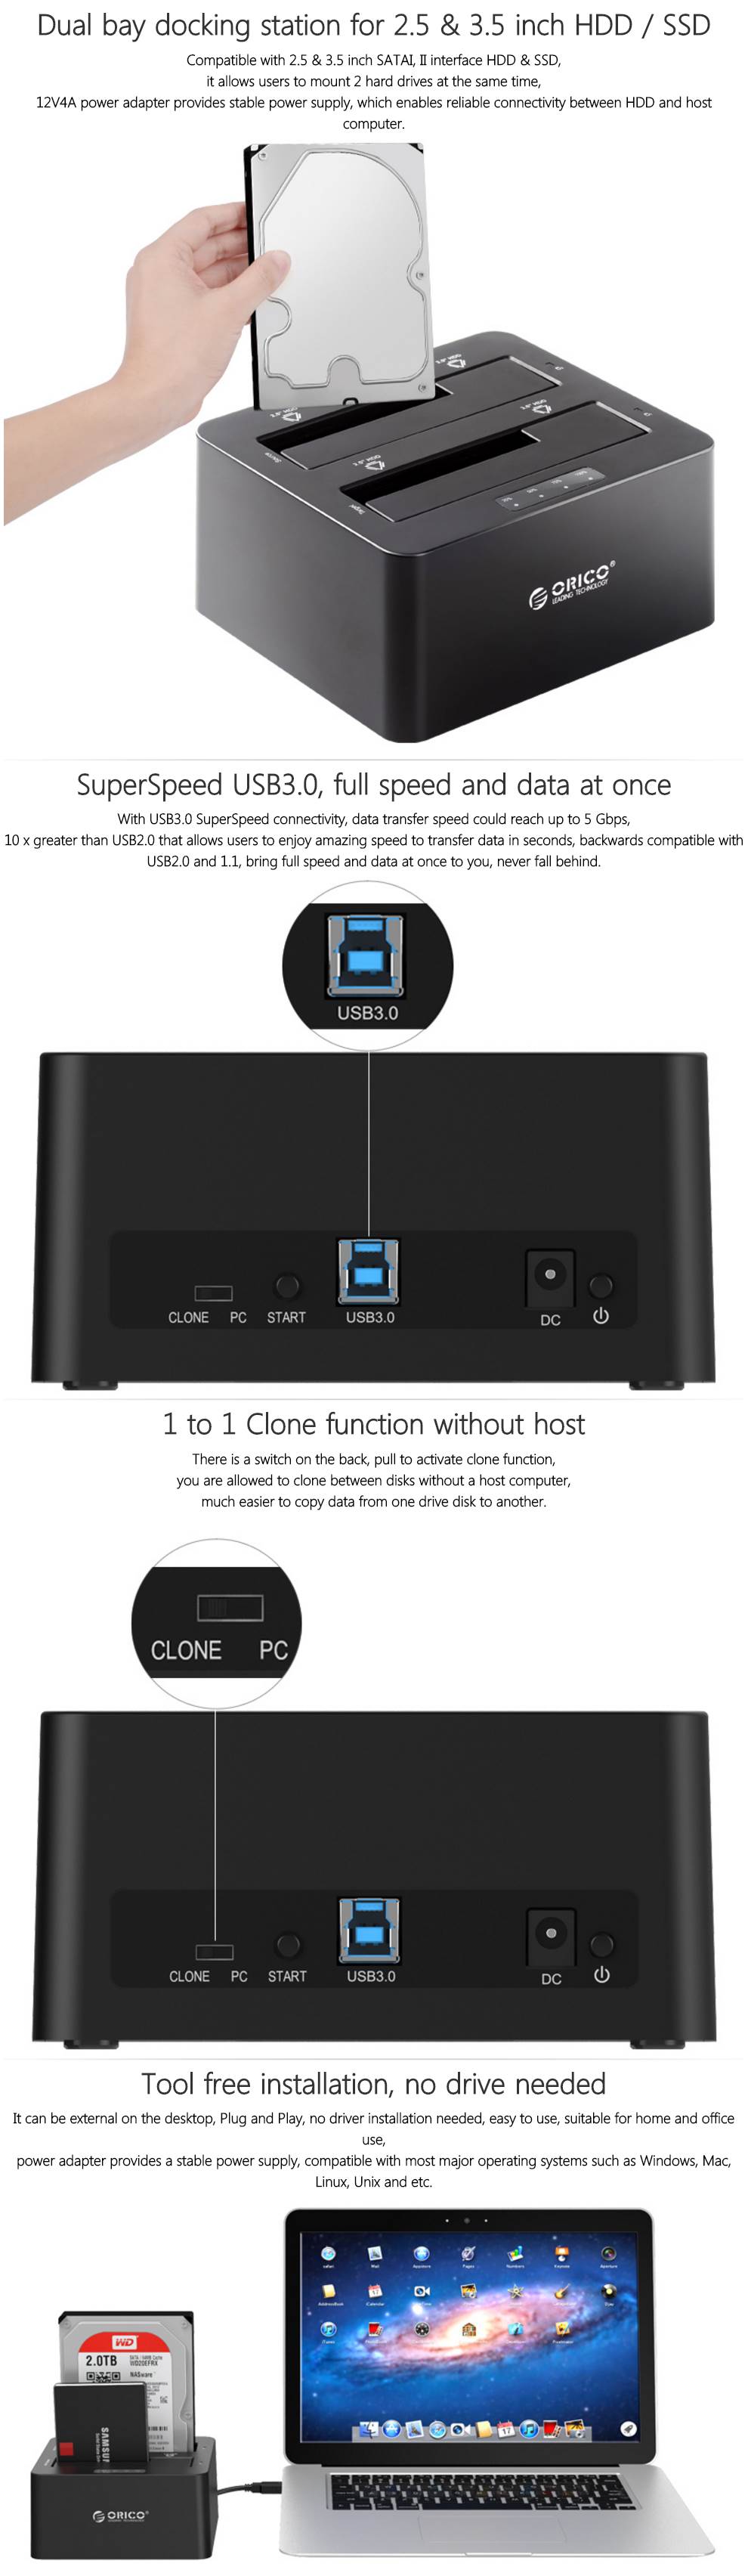 Dual bay docking station for 2.5 & 3.5 inch HDD / SSD
Compatible with 2.5 & 3.5 inch SATAI, II interface HDD & SSD,
it allows users to mount 2 hard drives at the same time,
12V4A power adapter provides stable power supply, which enables reliable connectivity between HDD and host
computer.
2.5" HDD
2.5" HDD
Source
Target
ORICO®
LEADING TECHNOLOGY
SuperSpeed USB3.0, full speed and data at once
With USB3.0 SuperSpeed connectivity, data transfer speed could reach up to 5 Gbps,
10 x greater than USB2.0 that allows users to enjoy amazing speed to transfer data in seconds, backwards compatible with
USB2.0 and 1.1, bring full speed and data at once to you, never fall behind.
USB3.0
CLONE PC START USB3.0 DC
1 to 1 Clone function without host
There is a switch on the back, pull to activate clone function,
you are allowed to clone between disks without a host computer,
much easier to copy data from one drive disk to another.
CLONE PC
CLONE PC START USB3.0 DC
Tool free installation, no drive needed
It can be external on the desktop, Plug and Play, no driver installation needed, easy to use, suitable for home and office
use,
power adapter provides a stable power supply, compatible with most major operating systems such as Windows, Mac,
Linux, Unix and etc.
WD
2.0TB
WD20EFRX
NASware
SAMSU
ORICO®